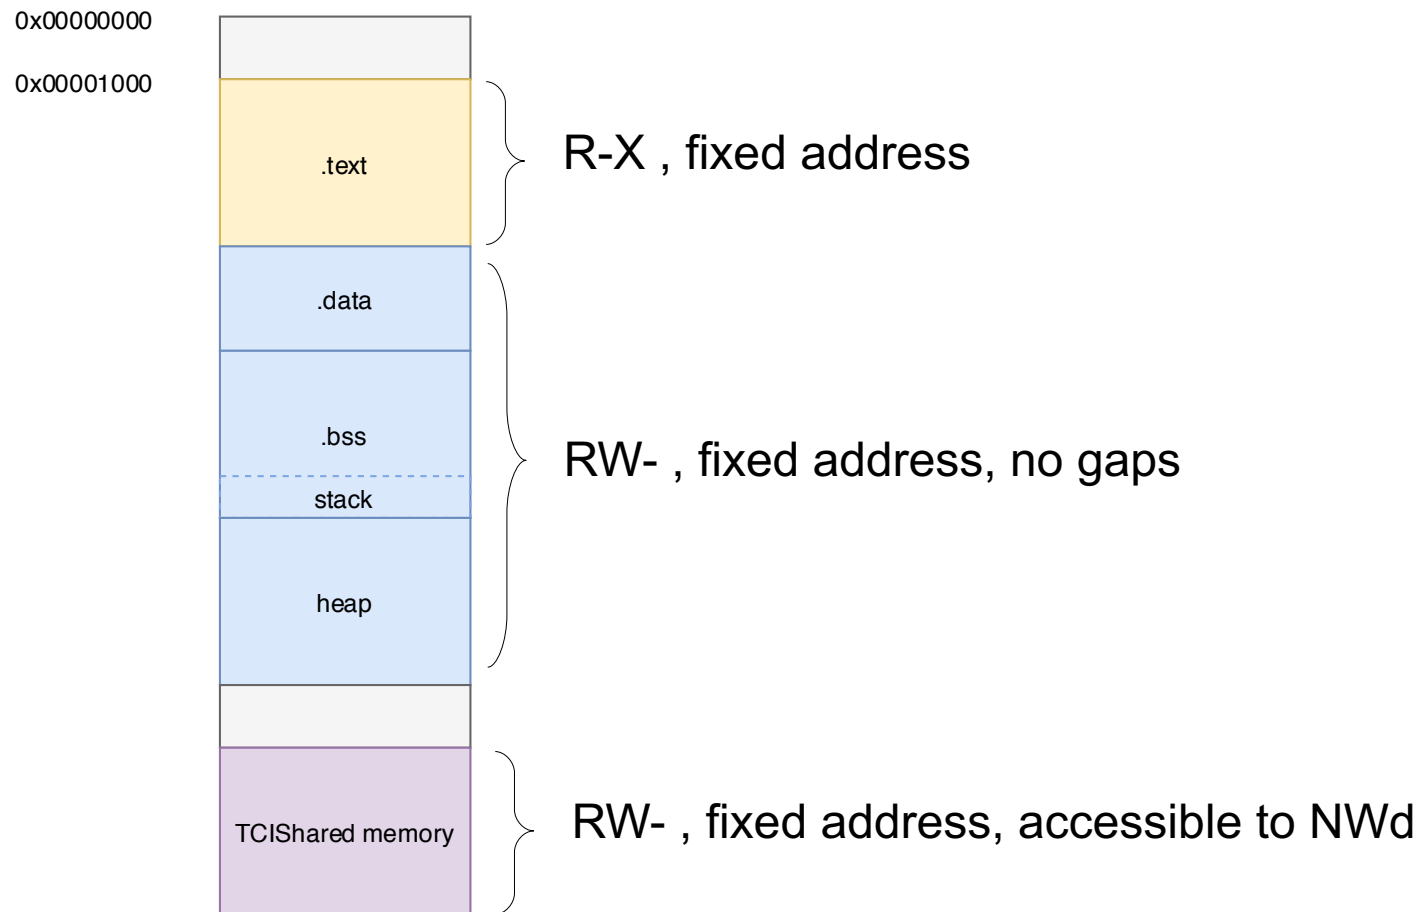 0x00000000
0x00001000
.text
R-X , fixed address
.data
.bss
RW- , fixed address, no gaps
stack
heap
TCIShared memory
RW- , fixed address, accessible to NWd